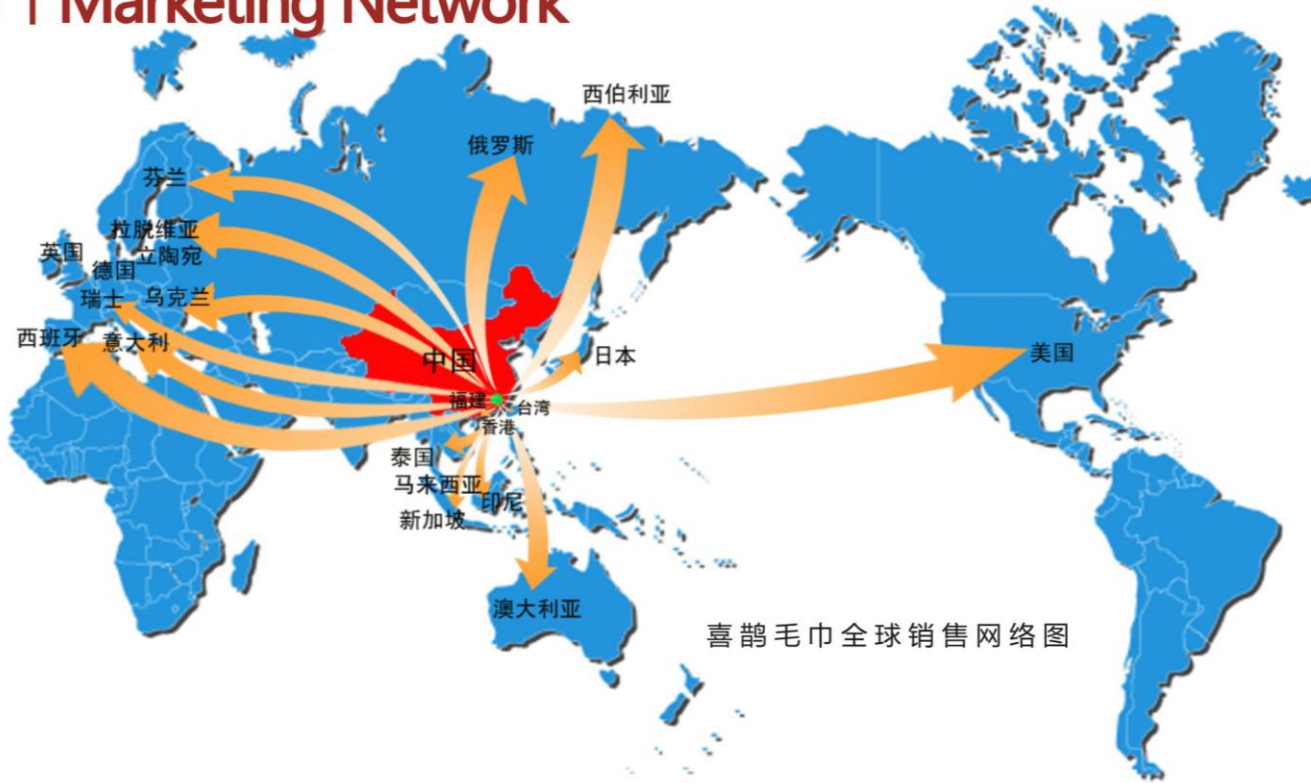 Marketing Network
西伯利亚
俄罗斯
芬兰
拉脱维亚
英国
立陶宛
德国
瑞士
乌克兰
西班牙
意大利
中国
日本
美国
福建
台湾
香港
泰国
马来西亚
印尼
新加坡
澳大利亚
喜鹊毛巾全球销售网络图